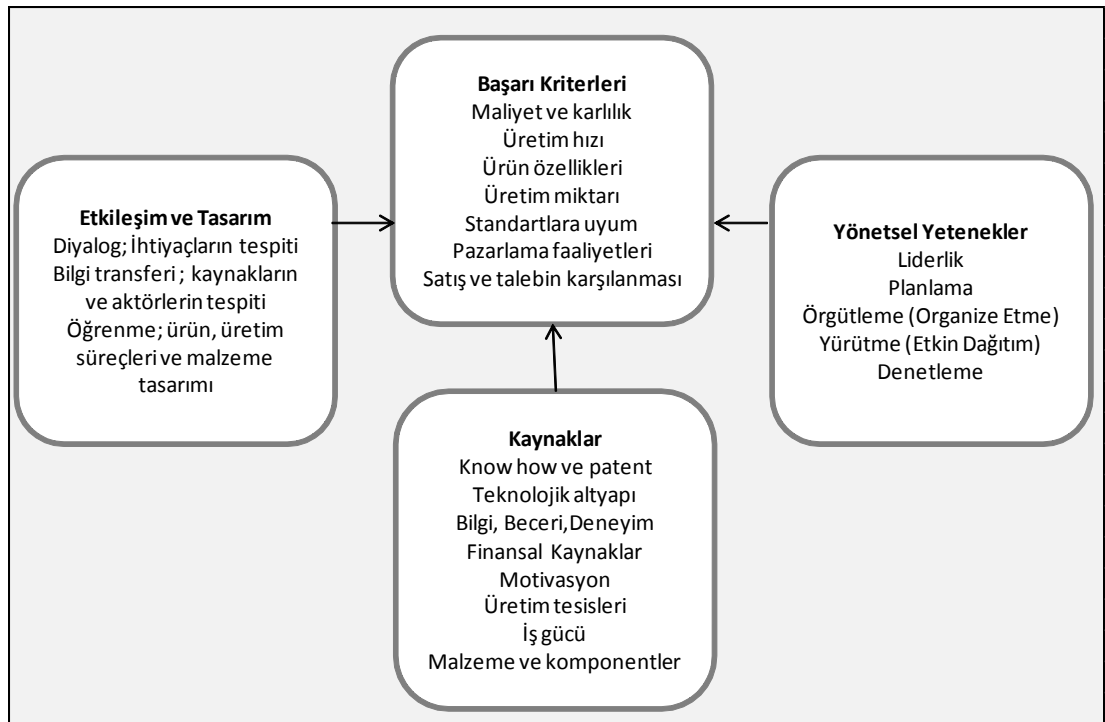 Başarı Kriterleri
Maliyet ve karlılık
Üretim hızı
Ürün özellikleri
Üretim miktarı
Standartlara uyum
Pazarlama faaliyetleri
Satış ve talebin karşılanması
Etkileşim ve Tasarım
Diyalog; İhtiyaçların tespiti
Bilgi transferi ; kaynakların
ve aktörlerin tespiti
Öğrenme; ürün, üretim
süreçleri ve malzeme
tasarımı
Yönetsel Yetenekler
Liderlik
Planlama
Örgütleme (Organize Etme)
Yürütme (Etkin Dağıtım)
Denetleme
Kaynaklar
Know how ve patent
Teknolojik altyapı
Bilgi, Beceri,Deneyim
Finansal Kaynaklar
Motivasyon
Üretim tesisleri
İş gücü
Malzeme ve komponentler